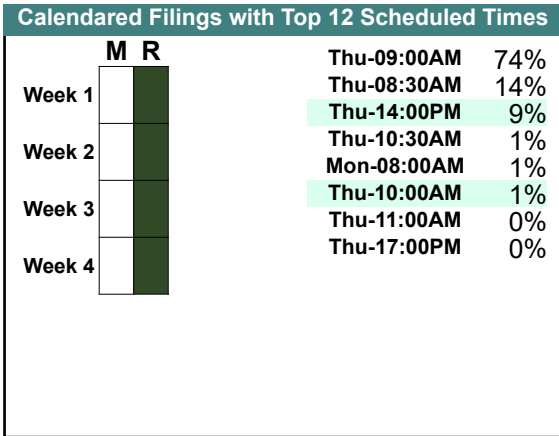 Calendared Filings with Top 12 Scheduled Times
M R
Week 1
Week 2
Week 3
Week 4
Thu-09:00AM 74%
Thu-08:30AM 14%
Thu-14:00PM 9%
Thu-10:30AM 1%
Mon-08:00AM 1%
Thu-10:00AM 1%
Thu-11:00AM 0%
Thu-17:00PM 0%